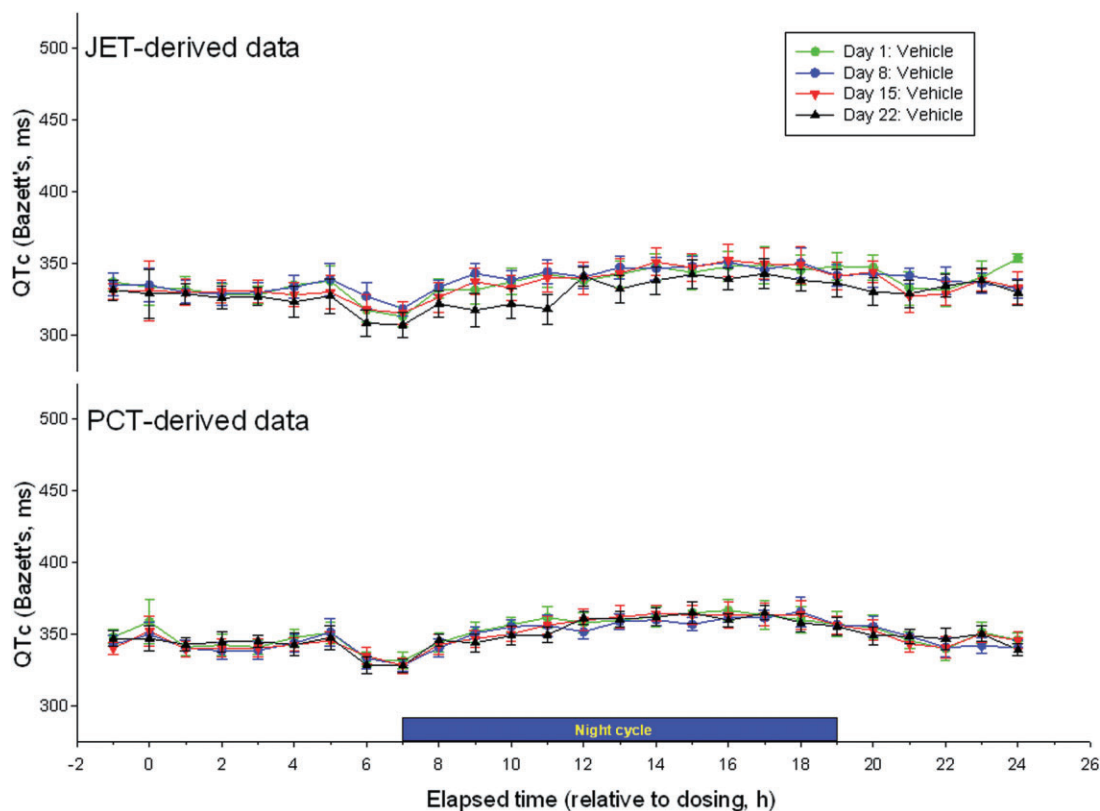 JET-derived data
Day 1: Vehicle
Day 8: Vehicle
Day 15: Vehicle
Day 22: Vehicle
QTc (Bazett's, ms)
500
450
400
350
300
PCT-derived data
QTc (Bazett's, ms)
500
450
400
350
300
Night cycle
-2 0 2 4 6 8 10 12 14 16 18 20 22 24 26
Elapsed time (relative to dosing, h)